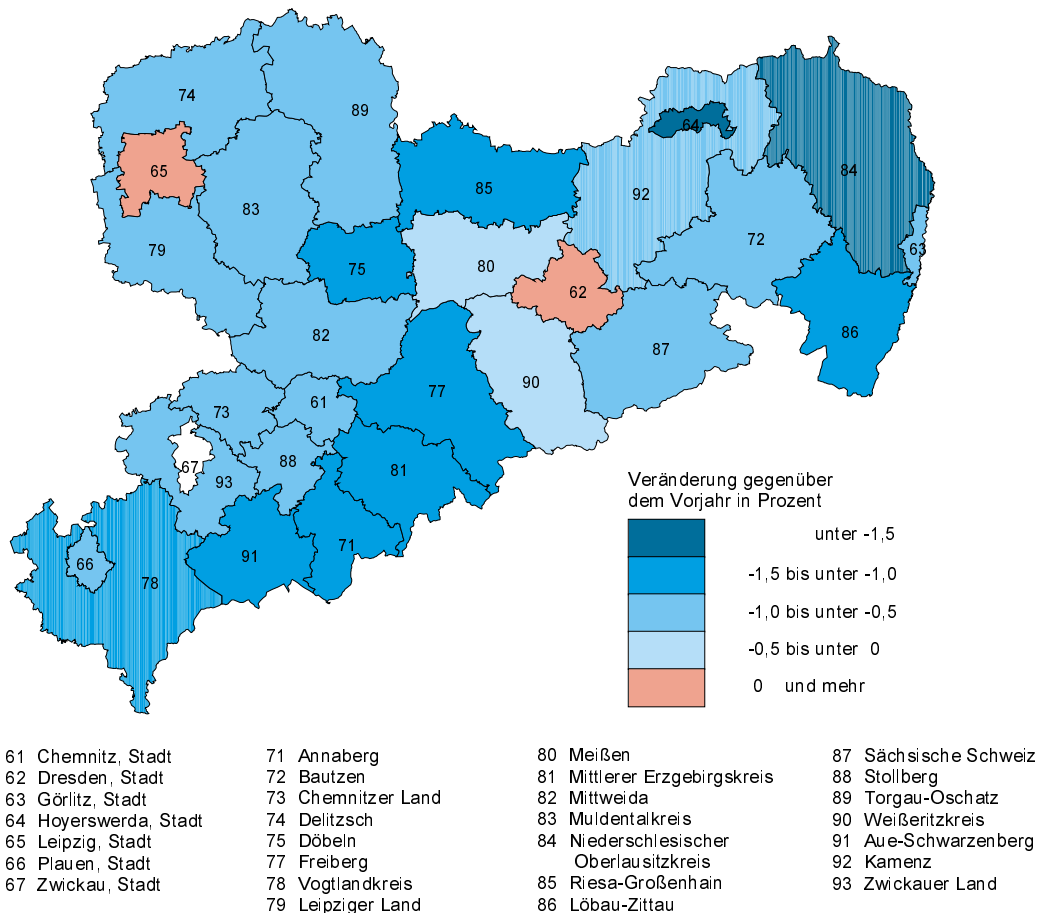 74
89
64
65
84
85
92
83
72
79
63
75
80
62
82
86
87
90
77
73
61
67
88
81
93
66
78
91
71
Veränderung gegenüber
dem Vorjahr in Prozent
unter -1,5
-1,5 bis unter -1,0
-1,0 bis unter -0,5
-0,5 bis unter 0
0 und mehr
61 Chemnitz, Stadt
62 Dresden, Stadt
63 Görlitz, Stadt
64 Hoyerswerda, Stadt
65 Leipzig, Stadt
66 Plauen, Stadt
67 Zwickau, Stadt
71 Annaberg
72 Bautzen
73 Chemnitzer Land
74 Delitzsch
75 Döbeln
77 Freiberg
78 Vogtlandkreis
79 Leipziger Land
80 Meißen
81 Mittlerer Erzgebirgskreis
82 Mittweida
83 Muldentalkreis
84 Niederschlesischer
Oberlausitzkreis
85 Riesa-Großenhain
86 Löbau-Zittau
87 Sächsische Schweiz
88 Stollberg
89 Torgau-Oschatz
90 Weißeritzkreis
91 Aue-Schwarzenberg
92 Kamenz
93 Zwickauer Land